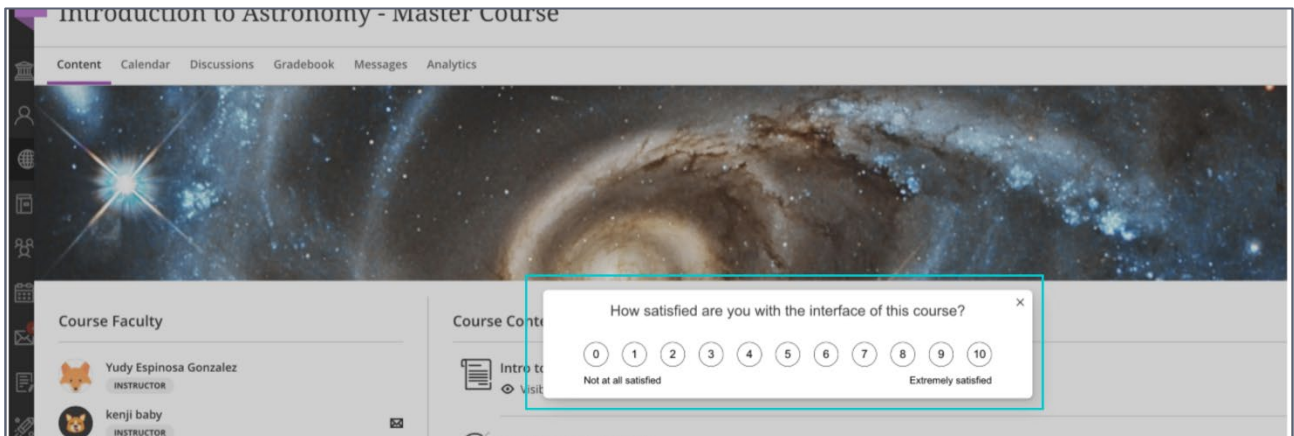 Introduction to Astronomy - Master Course
Content Calendar Discussions Gradebook Messages Analytics
Course Faculty
Yudy Espinosa Gonzalez
INSTRUCTOR
kenji baby
INSTRUCTOR
Course Conte
Intro to
Visib
How satisfied are you with the interface of this course?
0 1 2 3 4 5 6 7 8 9 10
Not at all satisfied Extremely satisfied